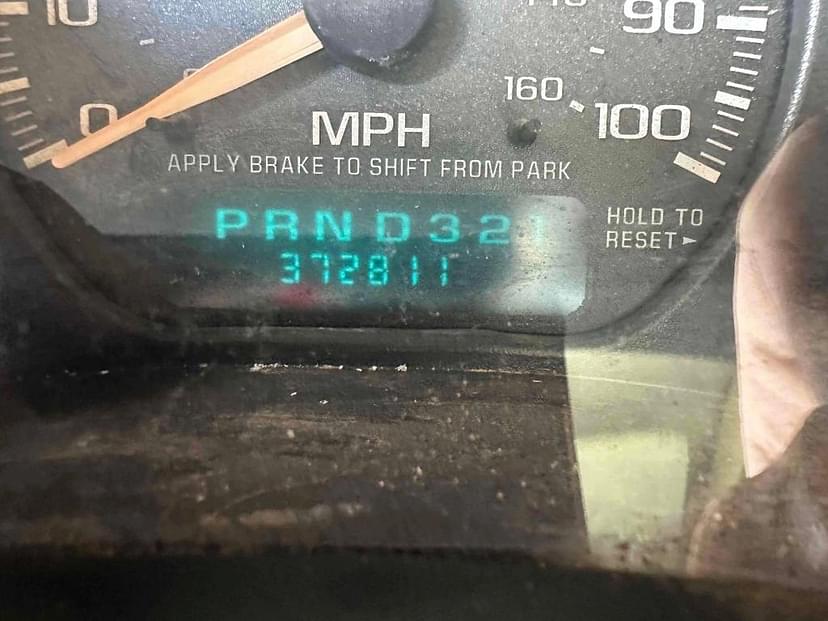 10
90
160
100
0
MPH
APPLY BRAKE TO SHIFT FROM PARK
PRND321
HOLD TO
RESET
372811